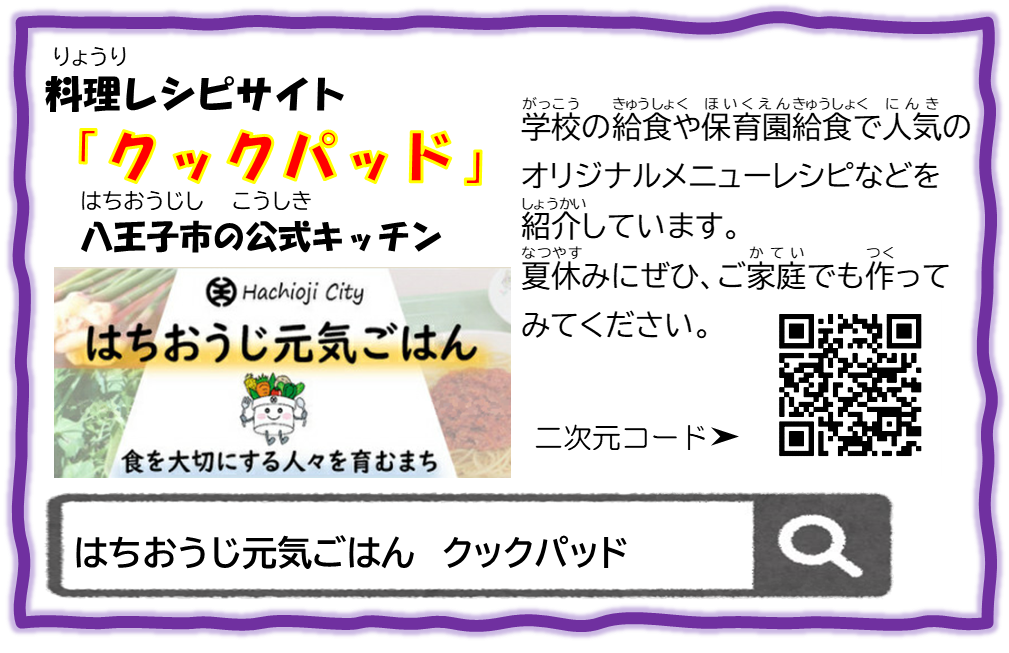 りょうり
料理レシピサイト
「クックパッド」
はちおうじし こうしき
八王子市の公式キッチン
Hachioji City
はちおうじ元気ごはん
食を大切にする人々を育むまち
がっこう きゅうしょく ほいくえんきゅうしょく にんき
学校の給食や保育園給食で人気の
オリジナルメニューレシピなどを
しょうかい
紹介しています。
なつやす かてい つく
夏休みにぜひ、ご家庭でも作って
みてください。
二次元コード➤
はちおうじ元気ごはん クックパッド